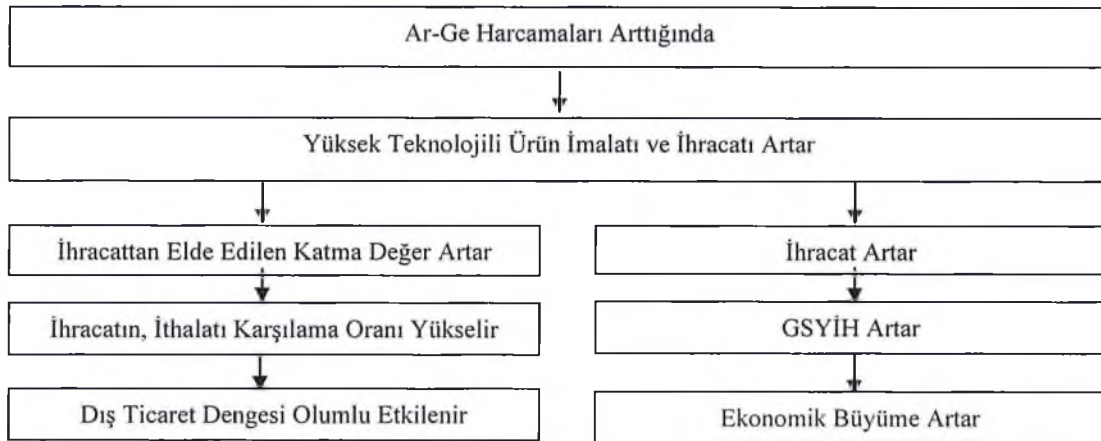 Ar-Ge Harcamaları Arttığında
Yüksek Teknolojili Ürün İmalatı ve İhracatı Artar
İhracattan Elde Edilen Katma Değer Artar
İhracat Artar
İhracatın, İthalatı Karşılama Oranı Yükselir
GSYİH Artar
Dış Ticaret Dengesi Olumlu Etkilenir
Ekonomik Büyüme Artar